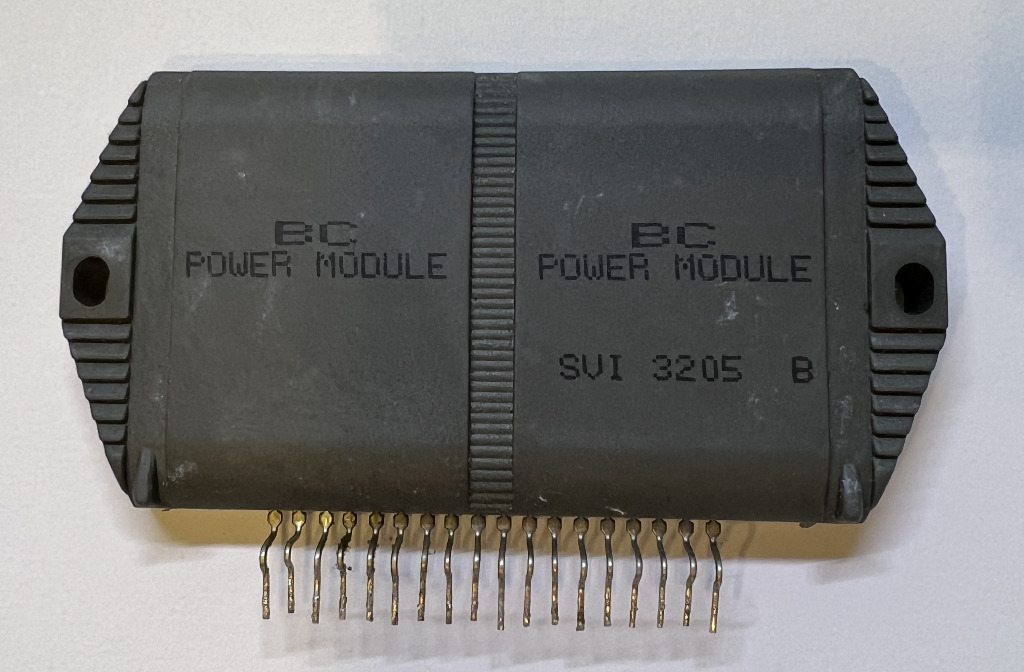 BC
POWER MODULE
BC
POWER MODULE
SVI 3205 B